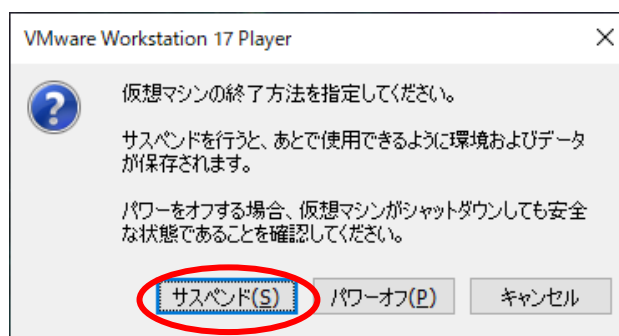 VMware Workstation 17 Player
仮想マシンの終了方法を指定してください。
サスペンドを行うと、あとで使用できるように環境およびデータ
が保存されます。
パワーをオフする場合、仮想マシンがシャットダウンしても安全
な状態であることを確認してください。
サスペンド(S) パワーオフ(P) キャンセル